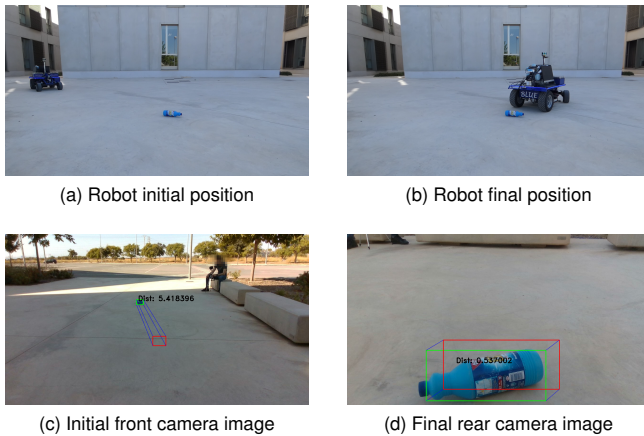 BLUE
(a) Robot initial position
(b) Robot final position
Dist: 5.418396
Dist: 0.537002
(c) Initial front camera image
(d) Final rear camera image